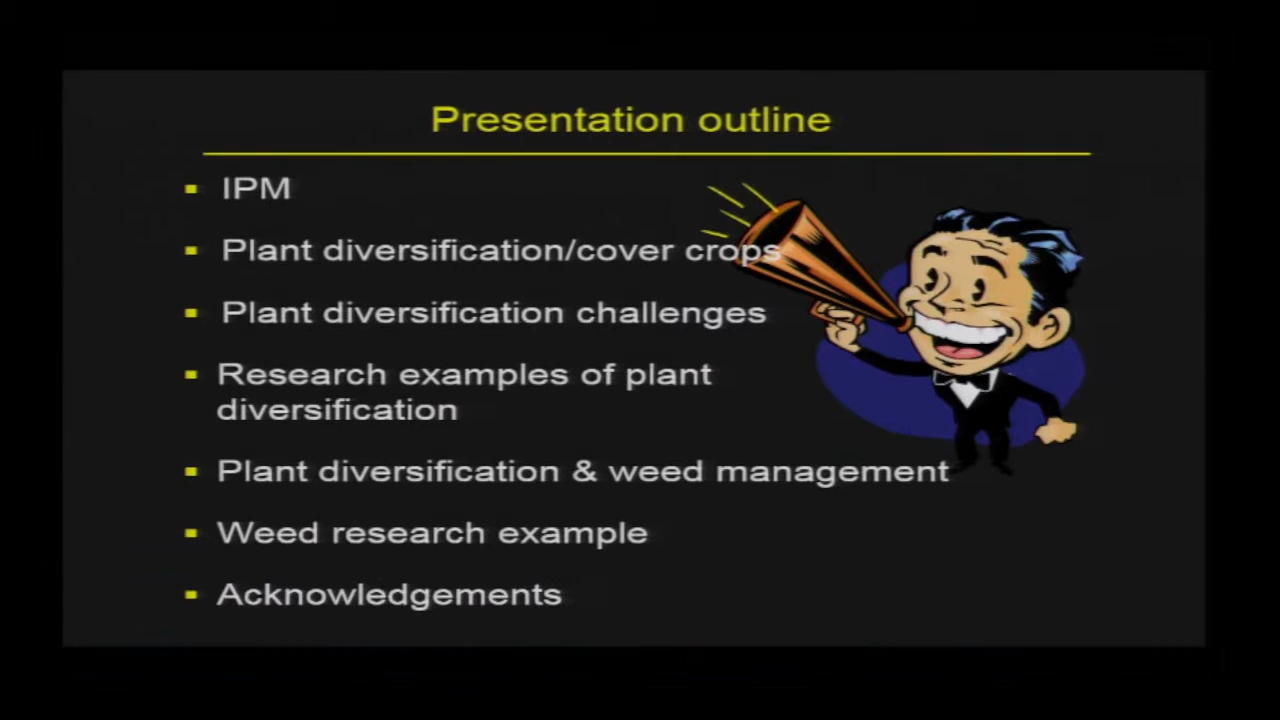 Presentation outline
IPM
Plant diversification/cover crops
Plant diversification challenges
Research examples of plant
diversification
Plant diversification & weed management
Weed research example
Acknowledgements